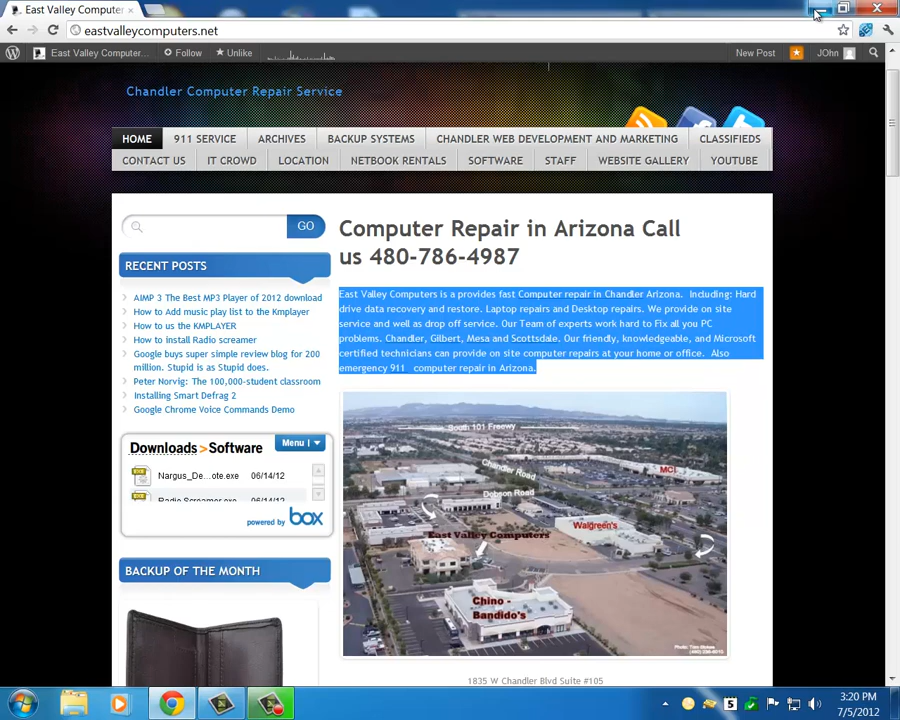 East Valley Computer
eastvalleycomputers.net
East Valley Computer...
Follow
Unlike
New Post
JOhn
Chandler Computer Repair Service
HOME
911 SERVICE
ARCHIVES
BACKUP SYSTEMS
CHANDLER WEB DEVELOPMENT AND MARKETING
CLASSIFIEDS
CONTACT US
IT CROWD
LOCATION
NETBOOK RENTALS
SOFTWARE
STAFF
WEBSITE GALLERY
YOUTUBE
GO
RECENT POSTS
AIMP 3 The Best MP3 Player of 2012 download
How to Add music play list to the Kmplayer
How to us the KMPLAYER
How to install Radio screamer
Google buys super simple review blog for 200
million. Stupid is as Stupid does.
Peter Norvig: The 100,000-student classroom
Installing Smart Defrag 2
Google Chrome Voice Commands Demo
Downloads>Software
Menu
Nargus_De...ote.exe 06/14/12
Radio Screamer.exe 06/14/12
powered by box
BACKUP OF THE MONTH
Computer Repair in Arizona Call
us 480-786-4987
East Valley Computers is a provides fast Computer repair in Chandler Arizona. Including: Hard
drive data recovery and restore. Laptop repairs and Desktop repairs. We provide on site
service and well as drop off service. Our Team of experts work hard to Fix all you PC
problems. Chandler, Gilbert, Mesa and Scottsdale. Our friendly, knowledgeable, and Microsoft
certified technicians can provide on site computer repairs at your home or office. Also
emergency 911 computer repair in Arizona.
South 101 Freewy
Chandler Road
MCI
Dobson Road
Walgreen's
East Valley Computers
Chino -
Bandido's
1835 W Chandler Blvd Suite #105
5
3:20 PM
7/5/2012